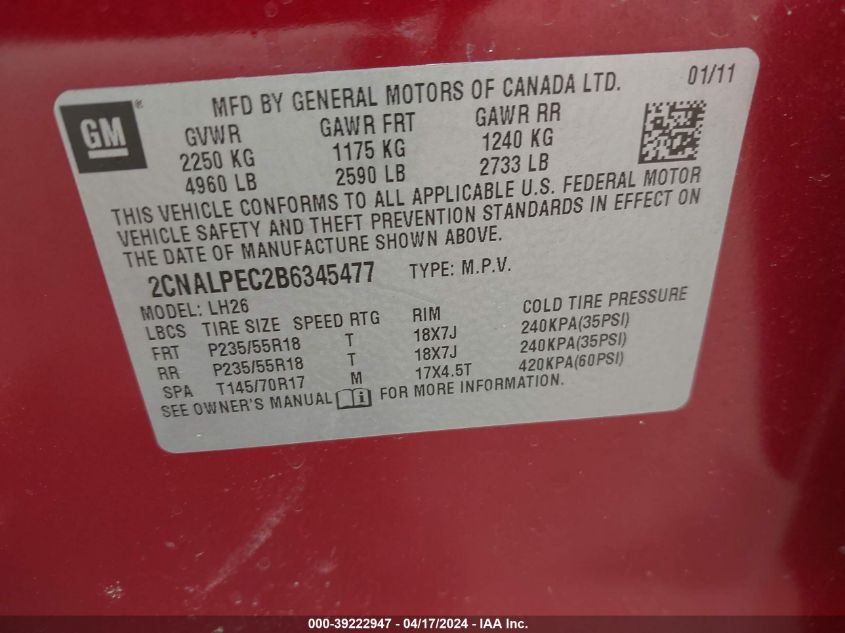 GM ® MFD BY GENERAL MOTORS OF CANADA LTD. 01/11
GVWR GAWR FRT GAWR RR
2250 KG 1175 KG 1240 KG
4960 LB 2590 LB 2733 LB
THIS VEHICLE CONFORMS TO ALL APPLICABLE U.S. FEDERAL MOTOR
VEHICLE SAFETY AND THEFT PREVENTION STANDARDS IN EFFECT ON
THE DATE OF MANUFACTURE SHOWN ABOVE.
2CNALPEC2B6345477 TYPE: M.P.V.
MODEL: LH26
LBCS TIRE SIZE SPEED RTG RIM COLD TIRE PRESSURE
FRT P235/55R18 T 18X7J 240KPA(35PSI)
RR P235/55R18 T 18X7J 240KPA(35PSI)
SPA T145/70R17 M 17X4.5T 420KPA(60PSI)
SEE OWNER'S MANUAL i FOR MORE INFORMATION.
000-39222947 - 04/17/2024 - IAA Inc.